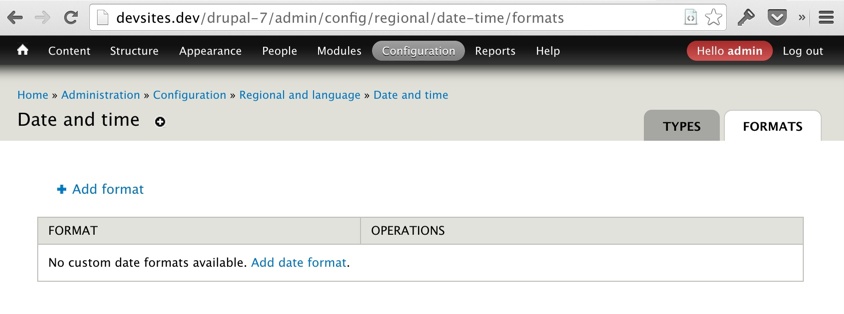 devsites.dev/drupal-7/admin/config/regional/date-time/formats
Content Structure Appearance People Modules Configuration Reports Help Hello admin Log out
Home » Administration » Configuration » Regional and language » Date and time
Date and time
TYPES FORMATS
Add format
FORMAT OPERATIONS
No custom date formats available. Add date format.